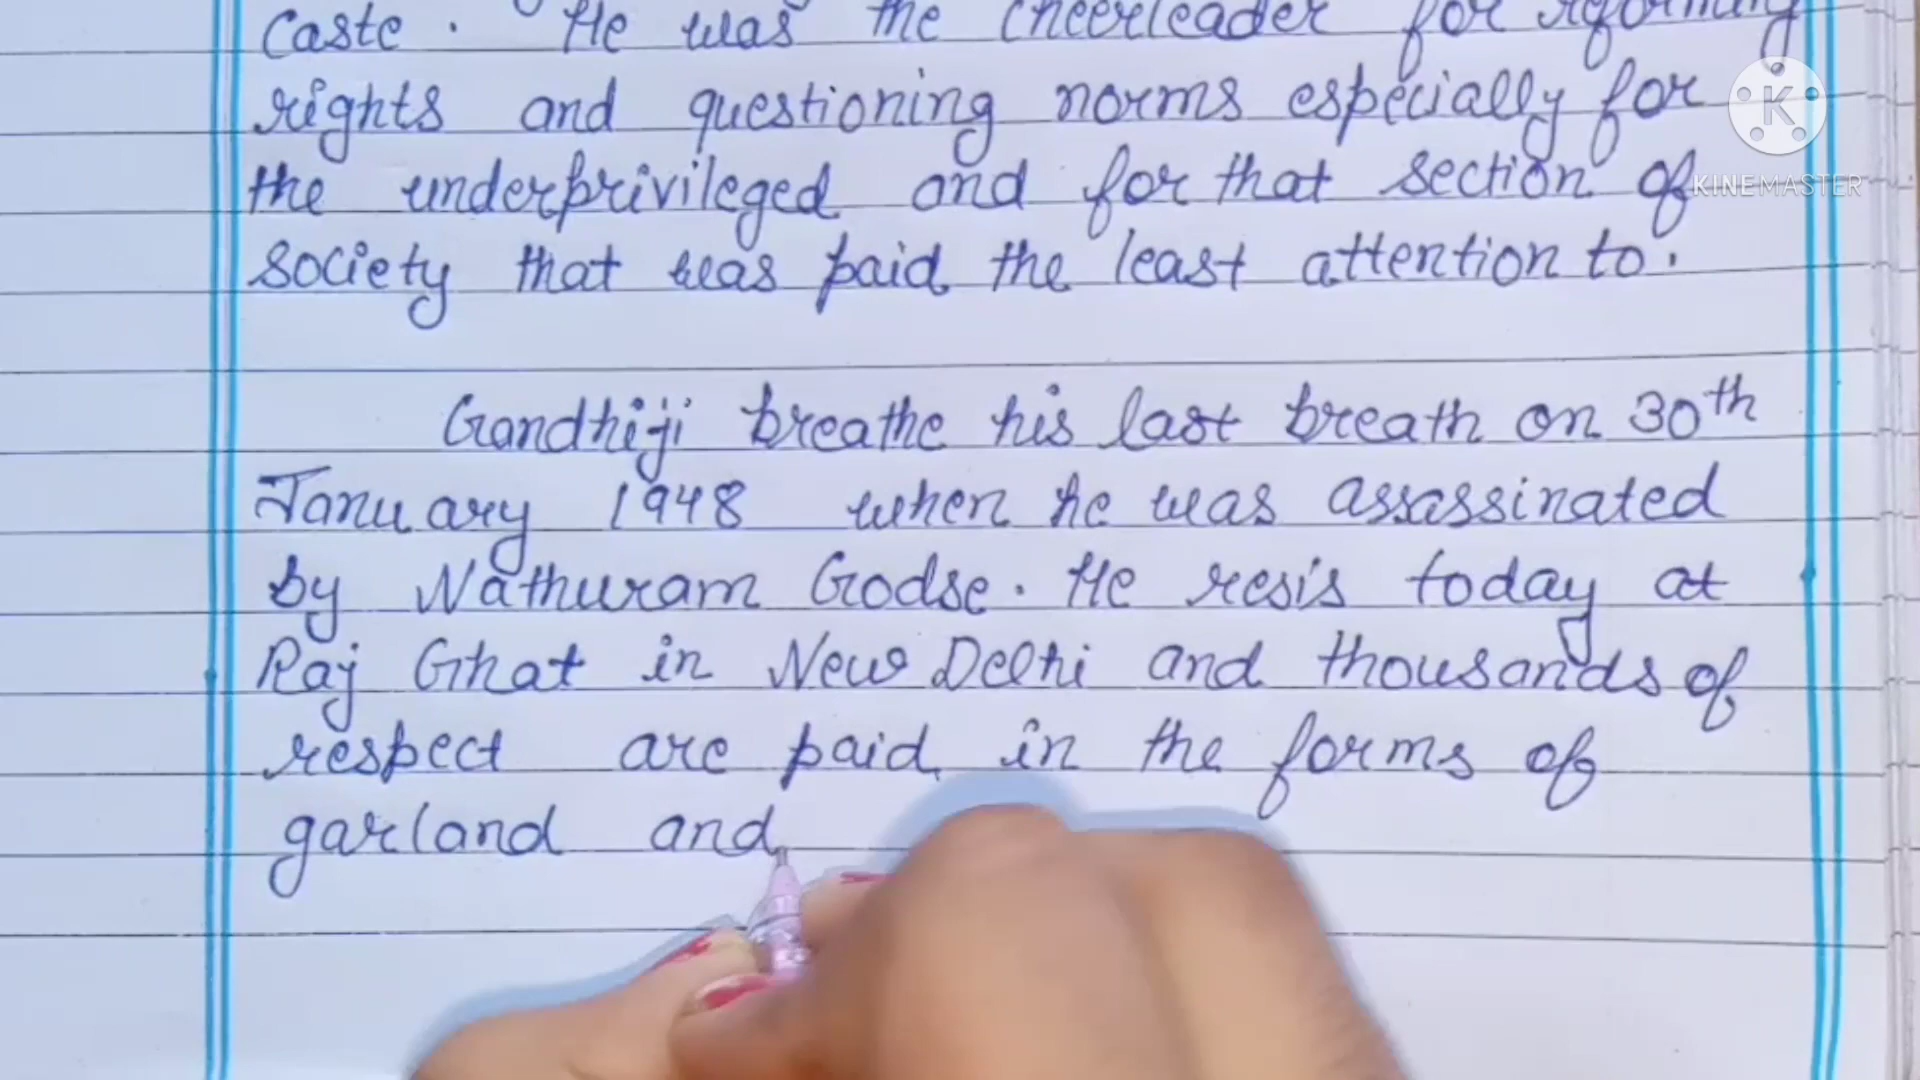 Caste. He was the cheerleader for reforming
rights and questioning norms especially for
the underprivileged and for that section of
society that was paid the least attention to.
Gandhiji breathe his last breath on 30th
January 1948 when he was assassinated
by Nathuram Godse. He resis today at
Raj Ghat in New Delhi and thousands of
respect are paid in the forms of
garland and
K
KINEMASTER